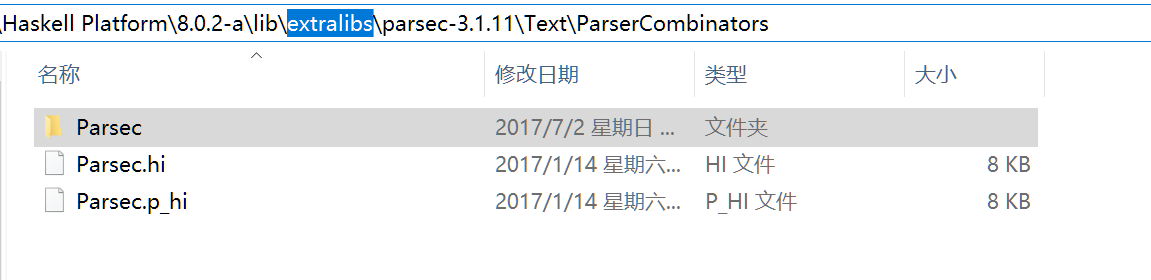 \Haskell Platform\8.0.2-a\lib\extralibs\parsec-3.1.11\Text\ParserCombinators
名称 修改日期 类型 大小
Parsec 2017/7/2 星期日 ... 文件夹
Parsec.hi 2017/1/14 星期六... HI 文件 8 KB
Parsec.p_hi 2017/1/14 星期六... P_HI 文件 8 KB